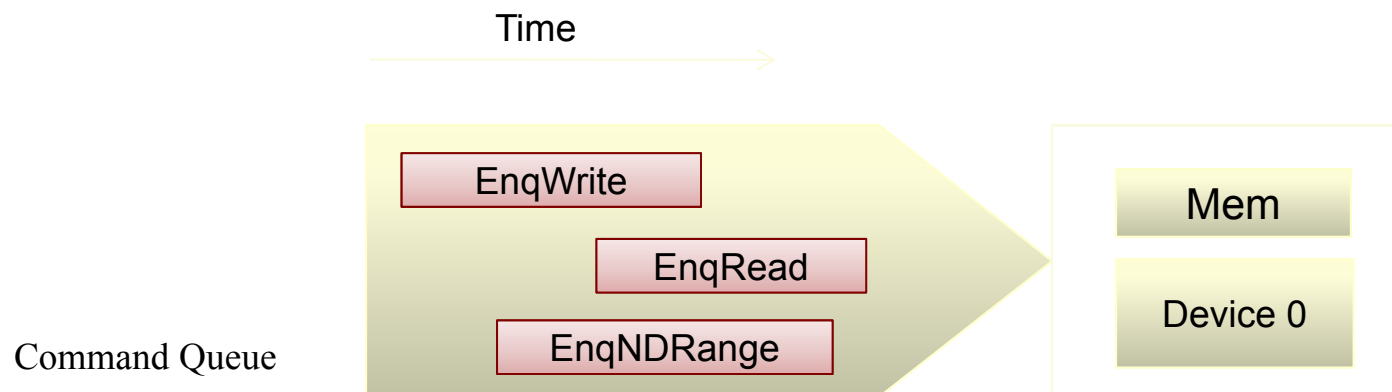 Time
EnqWrite
Mem
EnqRead
Device 0
EnqNDRange
Command Queue